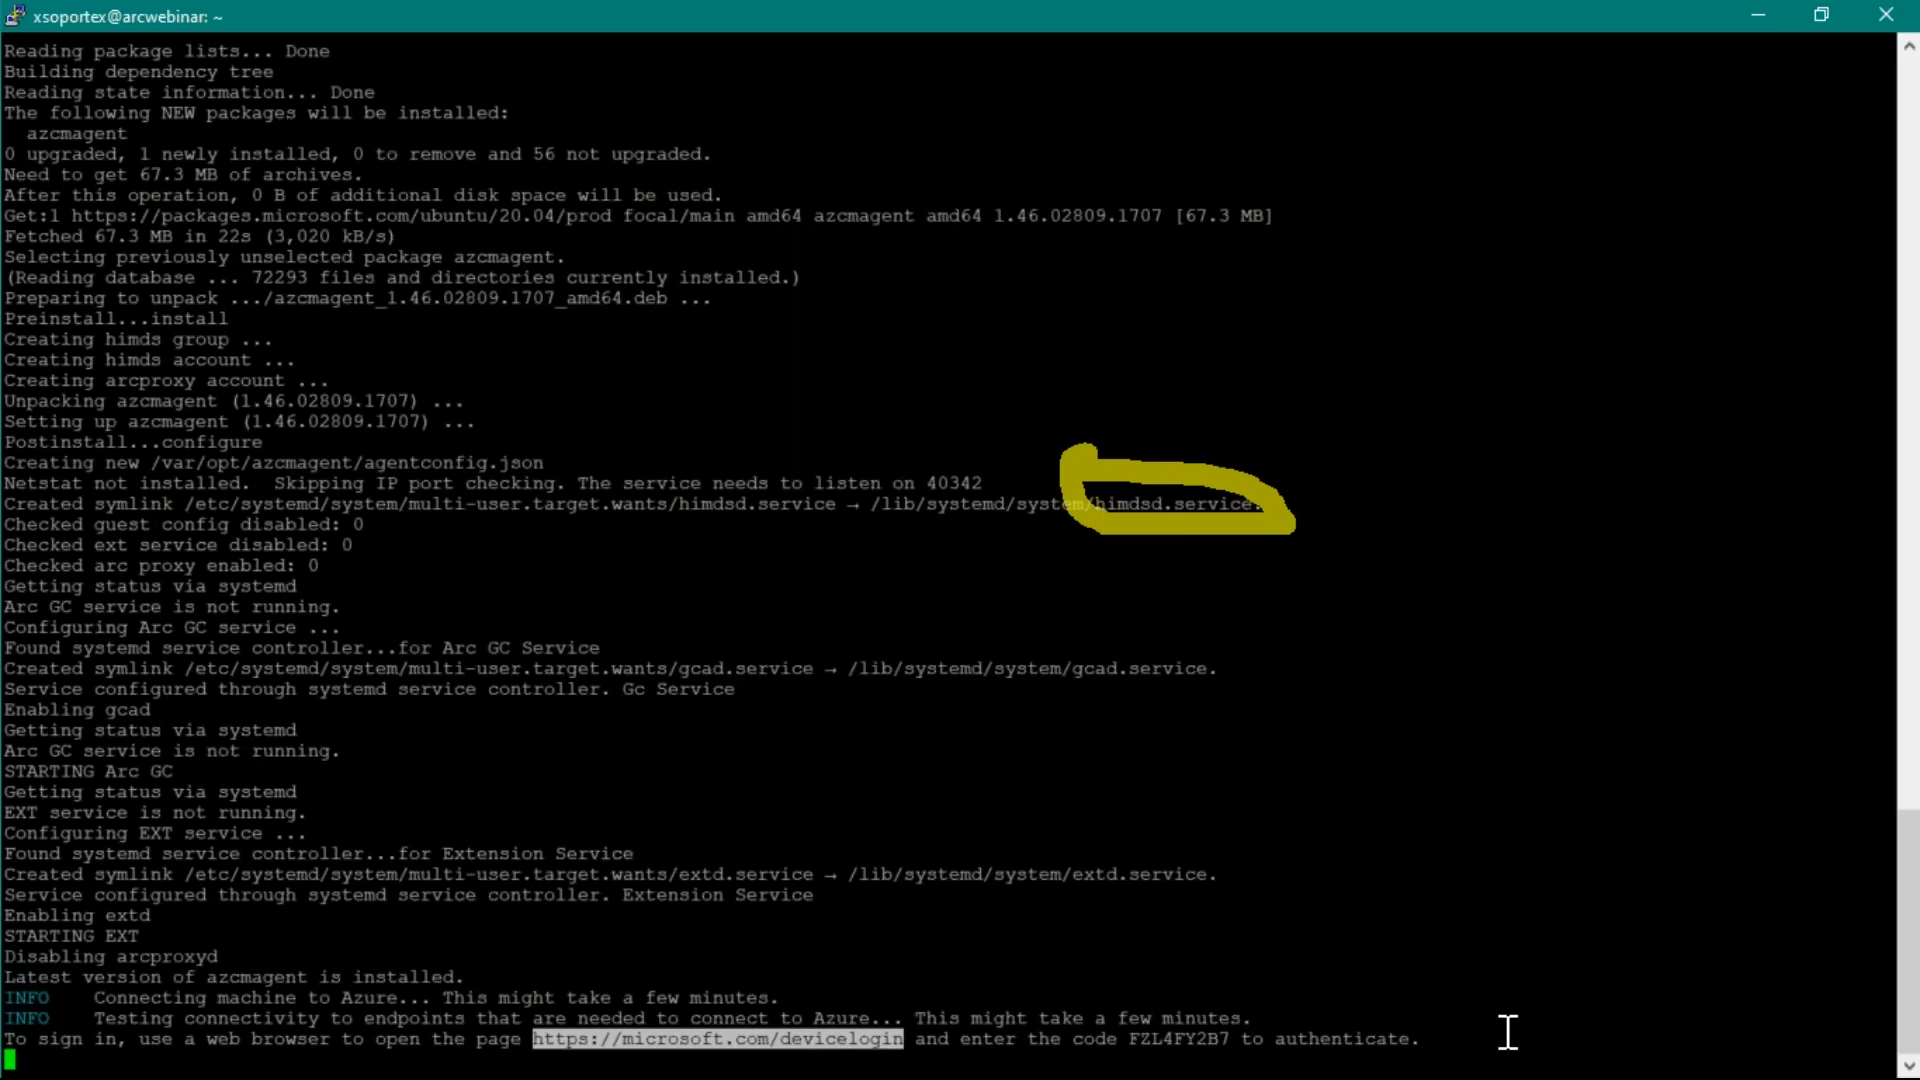 xsoportex@arcwebinar: ~
Reading package lists... Done
Building dependency tree
Reading state information... Done
The following NEW packages will be installed:
  azcmagent
0 upgraded, 1 newly installed, 0 to remove and 56 not upgraded.
Need to get 67.3 MB of archives.
After this operation, 0 B of additional disk space will be used.
Get:1 https://packages.microsoft.com/ubuntu/20.04/prod focal/main amd64 azcmagent amd64 1.46.02809.1707 [67.3 MB]
Fetched 67.3 MB in 22s (3,020 kB/s)
Selecting previously unselected package azcmagent.
(Reading database ... 72293 files and directories currently installed.)
Preparing to unpack .../azcmagent_1.46.02809.1707_amd64.deb ...
Preinstall...install
Creating himds group ...
Creating himds account ...
Creating arcproxy account ...
Unpacking azcmagent (1.46.02809.1707) ...
Setting up azcmagent (1.46.02809.1707) ...
Postinstall...configure
Creating new /var/opt/azcmagent/agentconfig.json
Netstat not installed.  Skipping IP port checking. The service needs to listen on 40342
Created symlink /etc/systemd/system/multi-user.target.wants/himdsd.service → /lib/systemd/system/himdsd.service.
Checked guest config disabled: 0
Checked ext service disabled: 0
Checked arc proxy enabled: 0
Getting status via systemd
Arc GC service is not running.
Configuring Arc GC service ...
Found systemd service controller...for Arc GC Service
Created symlink /etc/systemd/system/multi-user.target.wants/gcad.service → /lib/systemd/system/gcad.service.
Service configured through systemd service controller. Gc Service
Enabling gcad
Getting status via systemd
Arc GC service is not running.
STARTING Arc GC
Getting status via systemd
EXT service is not running.
Configuring EXT service ...
Found systemd service controller...for Extension Service
Created symlink /etc/systemd/system/multi-user.target.wants/extd.service → /lib/systemd/system/extd.service.
Service configured through systemd service controller. Extension Service
Enabling extd
STARTING EXT
Disabling arcproxyd
Latest version of azcmagent is installed.
INFO    Connecting machine to Azure... This might take a few minutes.
INFO    Testing connectivity to endpoints that are needed to connect to Azure... This might take a few minutes.
To sign in, use a web browser to open the page https://microsoft.com/devicelogin and enter the code FZL4FY2B7 to authenticate.